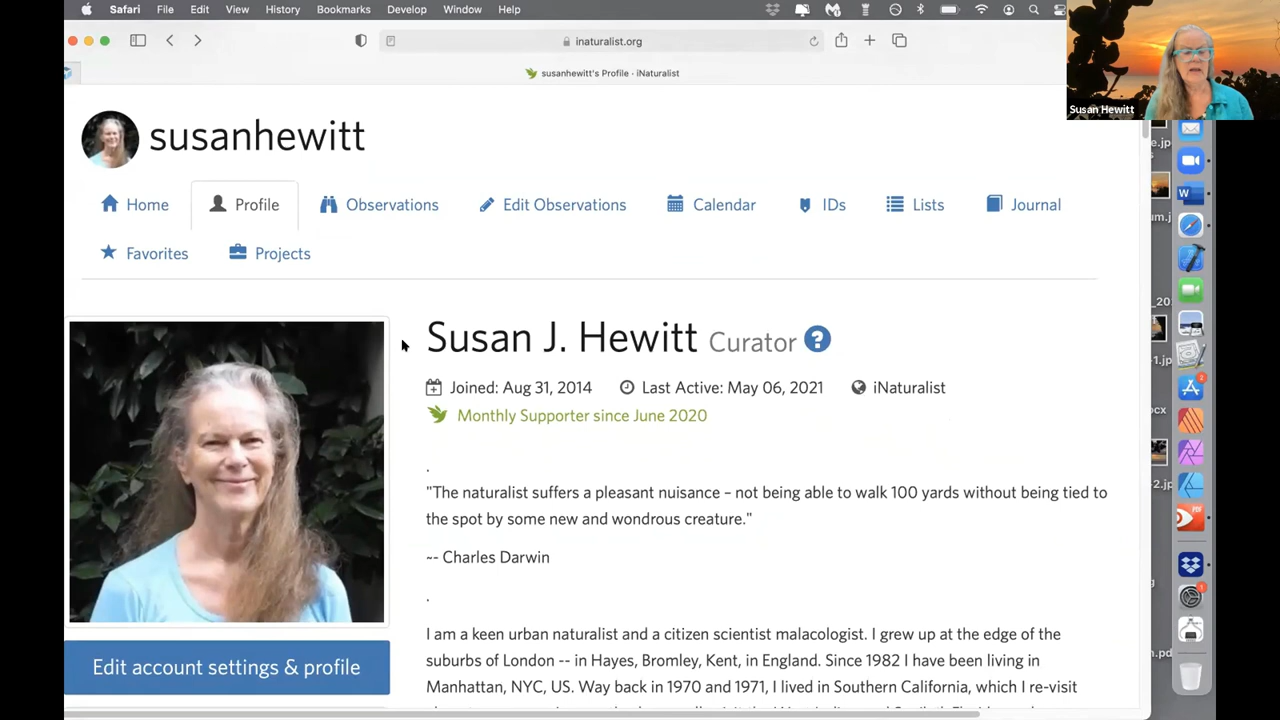 Safari File Edit View History Bookmarks Develop Window Help
inaturalist.org
susanhewitt's Profile · iNaturalist
Susan Hewitt
susanhewitt
Home Profile Observations Edit Observations Calendar IDs Lists Journal
Favorites Projects
Susan J. Hewitt Curator ?
Joined: Aug 31, 2014 Last Active: May 06, 2021 iNaturalist
Monthly Supporter since June 2020
.
"The naturalist suffers a pleasant nuisance – not being able to walk 100 yards without being tied to
the spot by some new and wondrous creature."
~- Charles Darwin
.
I am a keen urban naturalist and a citizen scientist malacologist. I grew up at the edge of the
suburbs of London -- in Hayes, Bromley, Kent, in England. Since 1982 I have been living in
Manhattan, NYC, US. Way back in 1970 and 1971, I lived in Southern California, which I re-visit
Edit account settings & profile